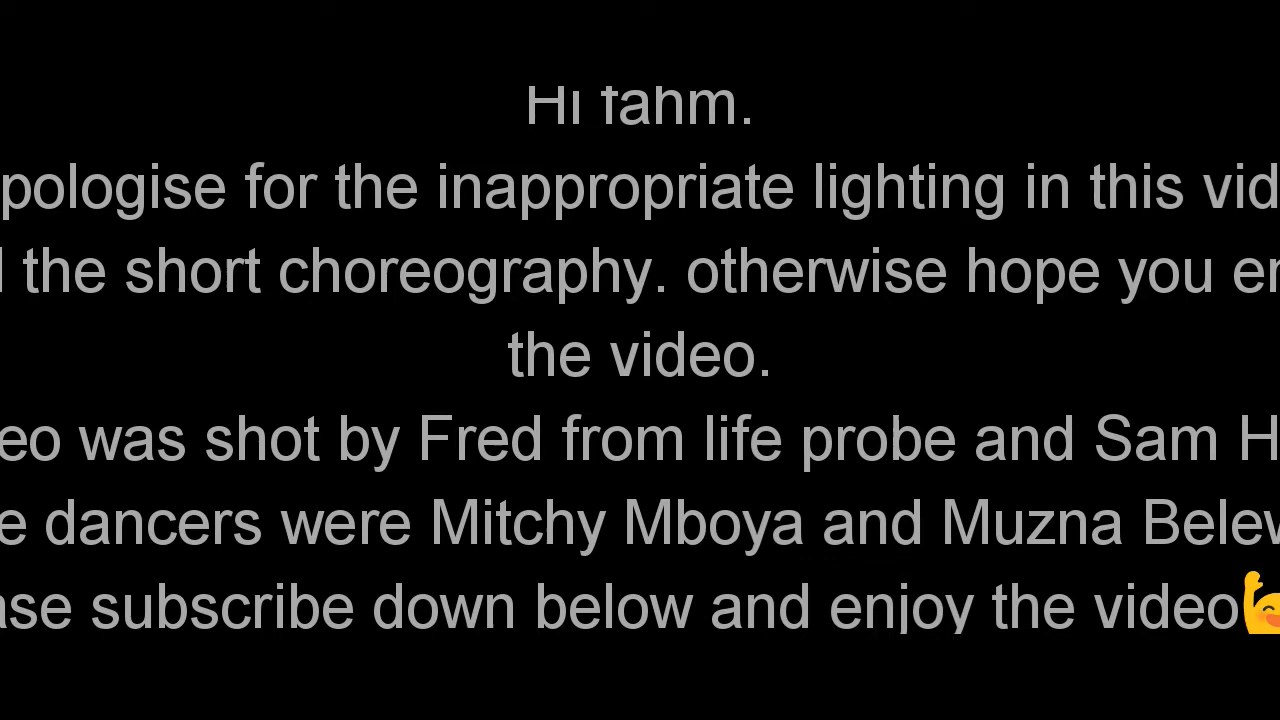 Hi fahm.
pologise for the inappropriate lighting in this vid
the short choreography. otherwise hope you en
the video.
eo was shot by Fred from life probe and Sam H
e dancers were Mitchy Mboya and Muzna Belew
ase subscribe down below and enjoy the video🙋